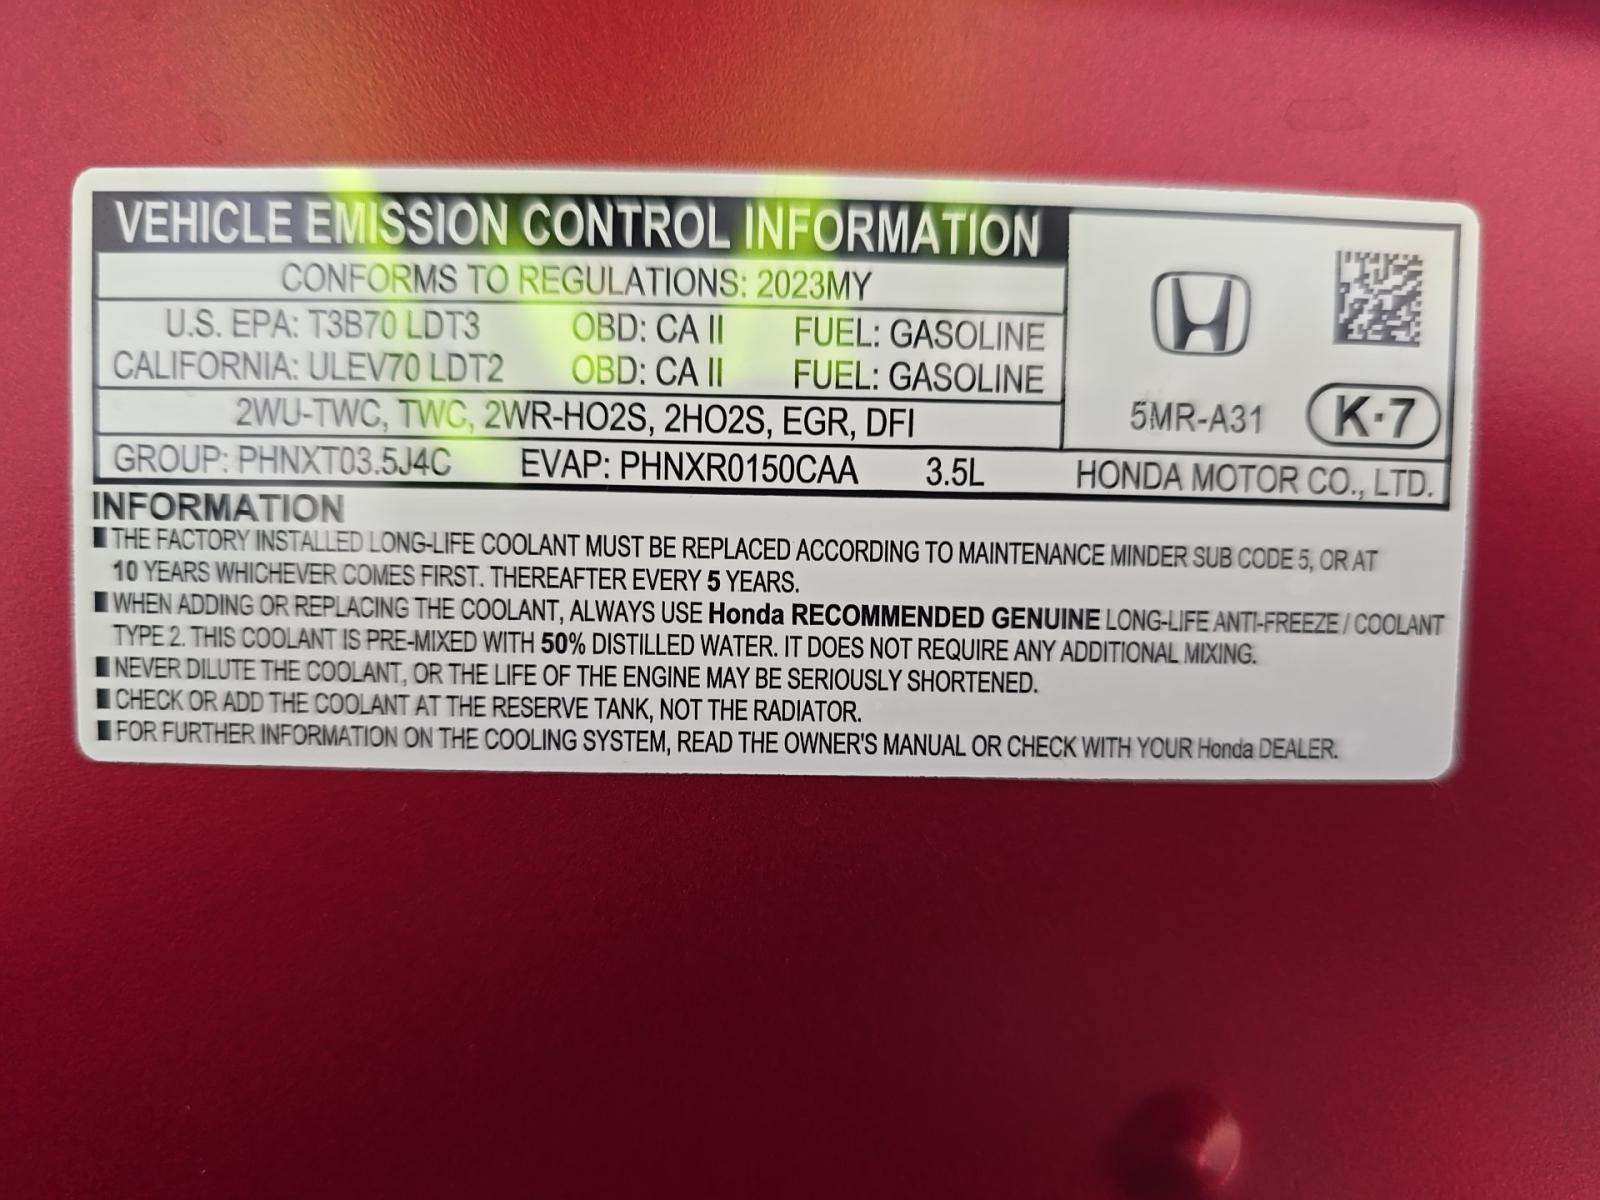 VEHICLE EMISSION CONTROL INFORMATION
CONFORMS TO REGULATIONS: 2023MY
U.S. EPA: T3B70 LDT3 OBD: CA II FUEL: GASOLINE
CALIFORNIA: ULEV70 LDT2 OBD: CA II FUEL: GASOLINE
2WU-TWC, TWC, 2WR-HO2S, 2HO2S, EGR, DFI
5MR-A31 K-7
GROUP: PHNXT03.5J4C EVAP: PHNXR0150CAA 3.5L HONDA MOTOR CO., LTD.
INFORMATION
THE FACTORY INSTALLED LONG-LIFE COOLANT MUST BE REPLACED ACCORDING TO MAINTENANCE MINDER SUB CODE 5, OR AT
10 YEARS WHICHEVER COMES FIRST. THEREAFTER EVERY 5 YEARS.
WHEN ADDING OR REPLACING THE COOLANT, ALWAYS USE Honda RECOMMENDED GENUINE LONG-LIFE ANTI-FREEZE / COOLANT
TYPE 2. THIS COOLANT IS PRE-MIXED WITH 50% DISTILLED WATER. IT DOES NOT REQUIRE ANY ADDITIONAL MIXING.
NEVER DILUTE THE COOLANT, OR THE LIFE OF THE ENGINE MAY BE SERIOUSLY SHORTENED.
CHECK OR ADD THE COOLANT AT THE RESERVE TANK, NOT THE RADIATOR.
FOR FURTHER INFORMATION ON THE COOLING SYSTEM, READ THE OWNER'S MANUAL OR CHECK WITH YOUR Honda DEALER.